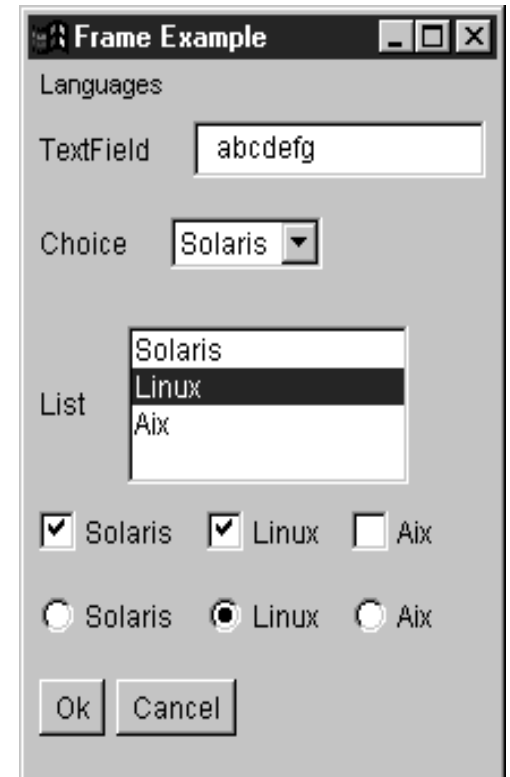 Frame Example
Languages
TextField abcdefg
Choice Solaris
Solaris
Linux
List
Aix
Solaris Linux Aix
Solaris Linux Aix
Ok Cancel